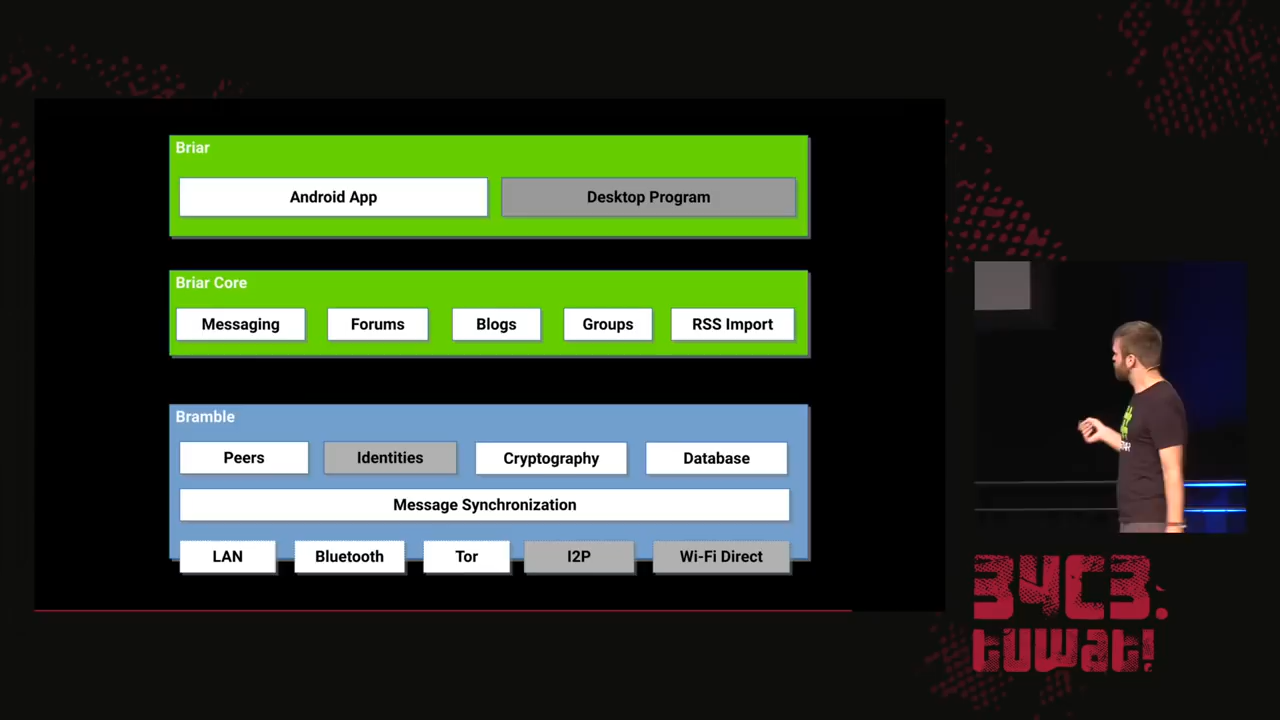 Briar
Android App
Desktop Program
Briar Core
Messaging
Forums
Blogs
Groups
RSS Import
Bramble
Peers
Identities
Cryptography
Database
Message Synchronization
LAN
Bluetooth
Tor
I2P
Wi-Fi Direct
34C3.
tuwat!